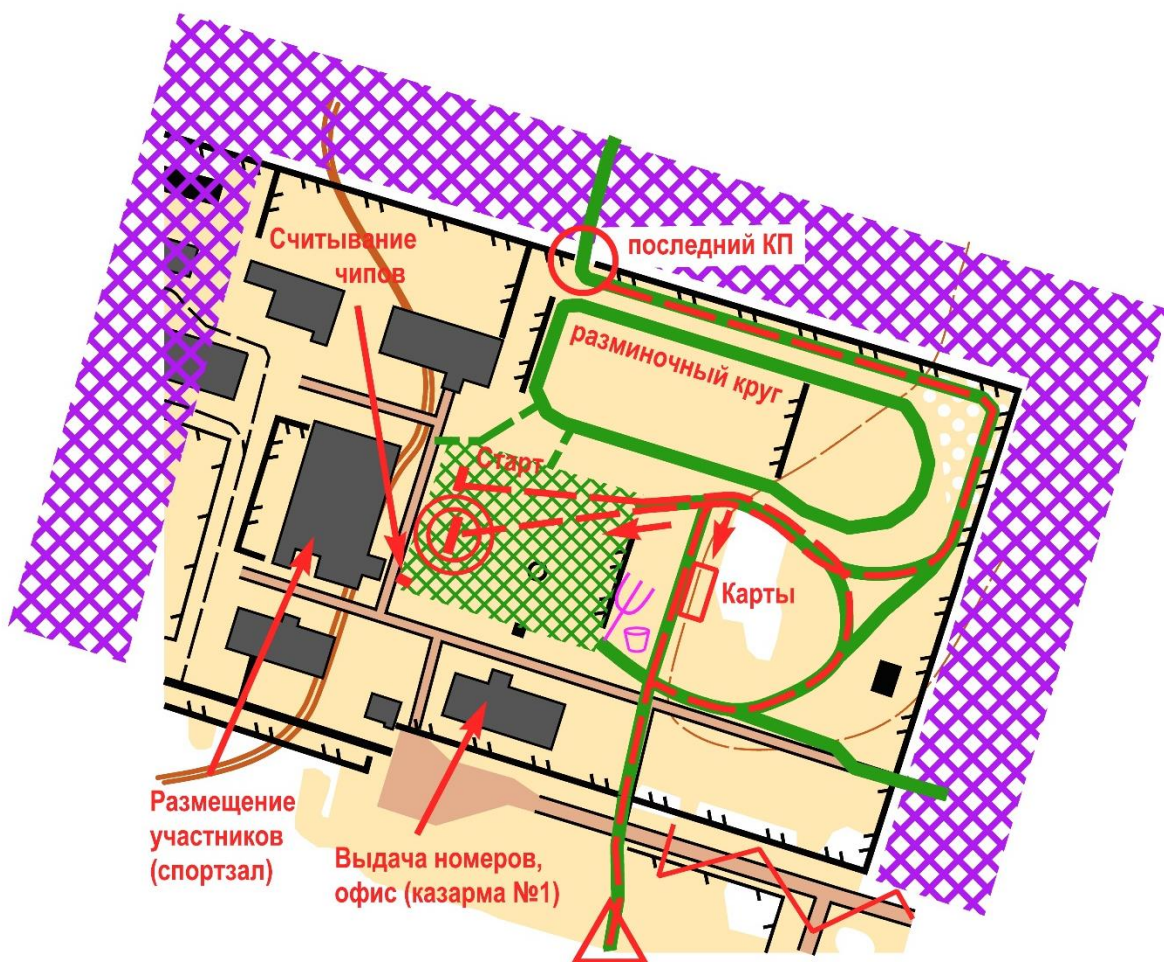 Считывание
чипов
последний КП
разминочный круг
Старт
Карты
Размещение
участников
(спортзал)
Выдача номеров,
офис (казарма №1)